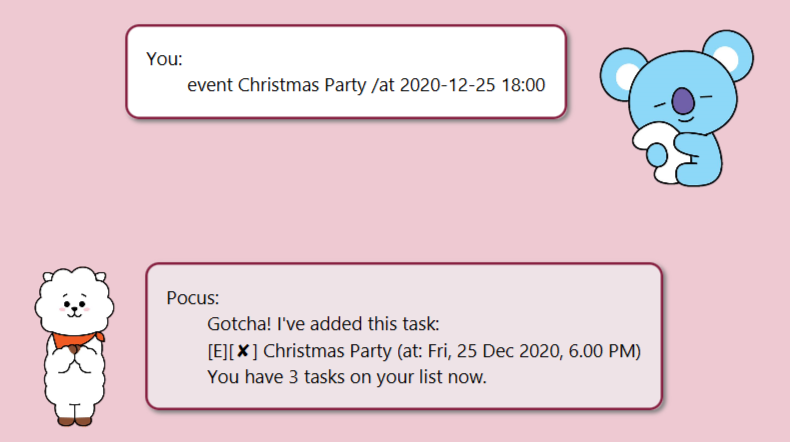 You:
event Christmas Party /at 2020-12-25 18:00
Pocus:
Gotcha! I've added this task:
[E][✘] Christmas Party (at: Fri, 25 Dec 2020, 6.00 PM)
You have 3 tasks on your list now.